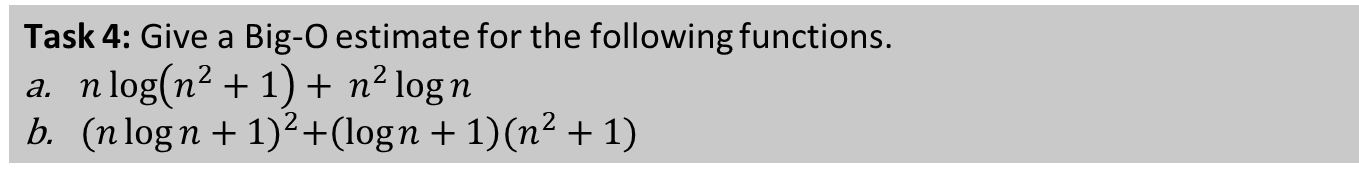 Task 4: Give a Big-O estimate for the following functions.
a. n log(n² + 1) + n² log n
b. (n log n + 1)²+(logn + 1)(n² + 1)